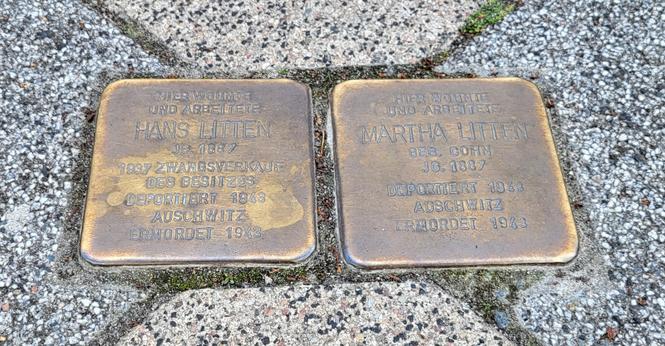 HIER WOHNTE
UND ARBEITETE
HANS LITTEN
JG. 1887
1937 ZWANGSVERKAUF
DES BESITZES
DEPORTIERT 1943
AUSCHWITZ
ERMORDET 1943
HIER WOHNTE
UND ARBEITETE
MARTHA LITTEN
GEB. COHN
JG. 1887
DEPORTIERT 1943
AUSCHWITZ
ERMORDET 1943